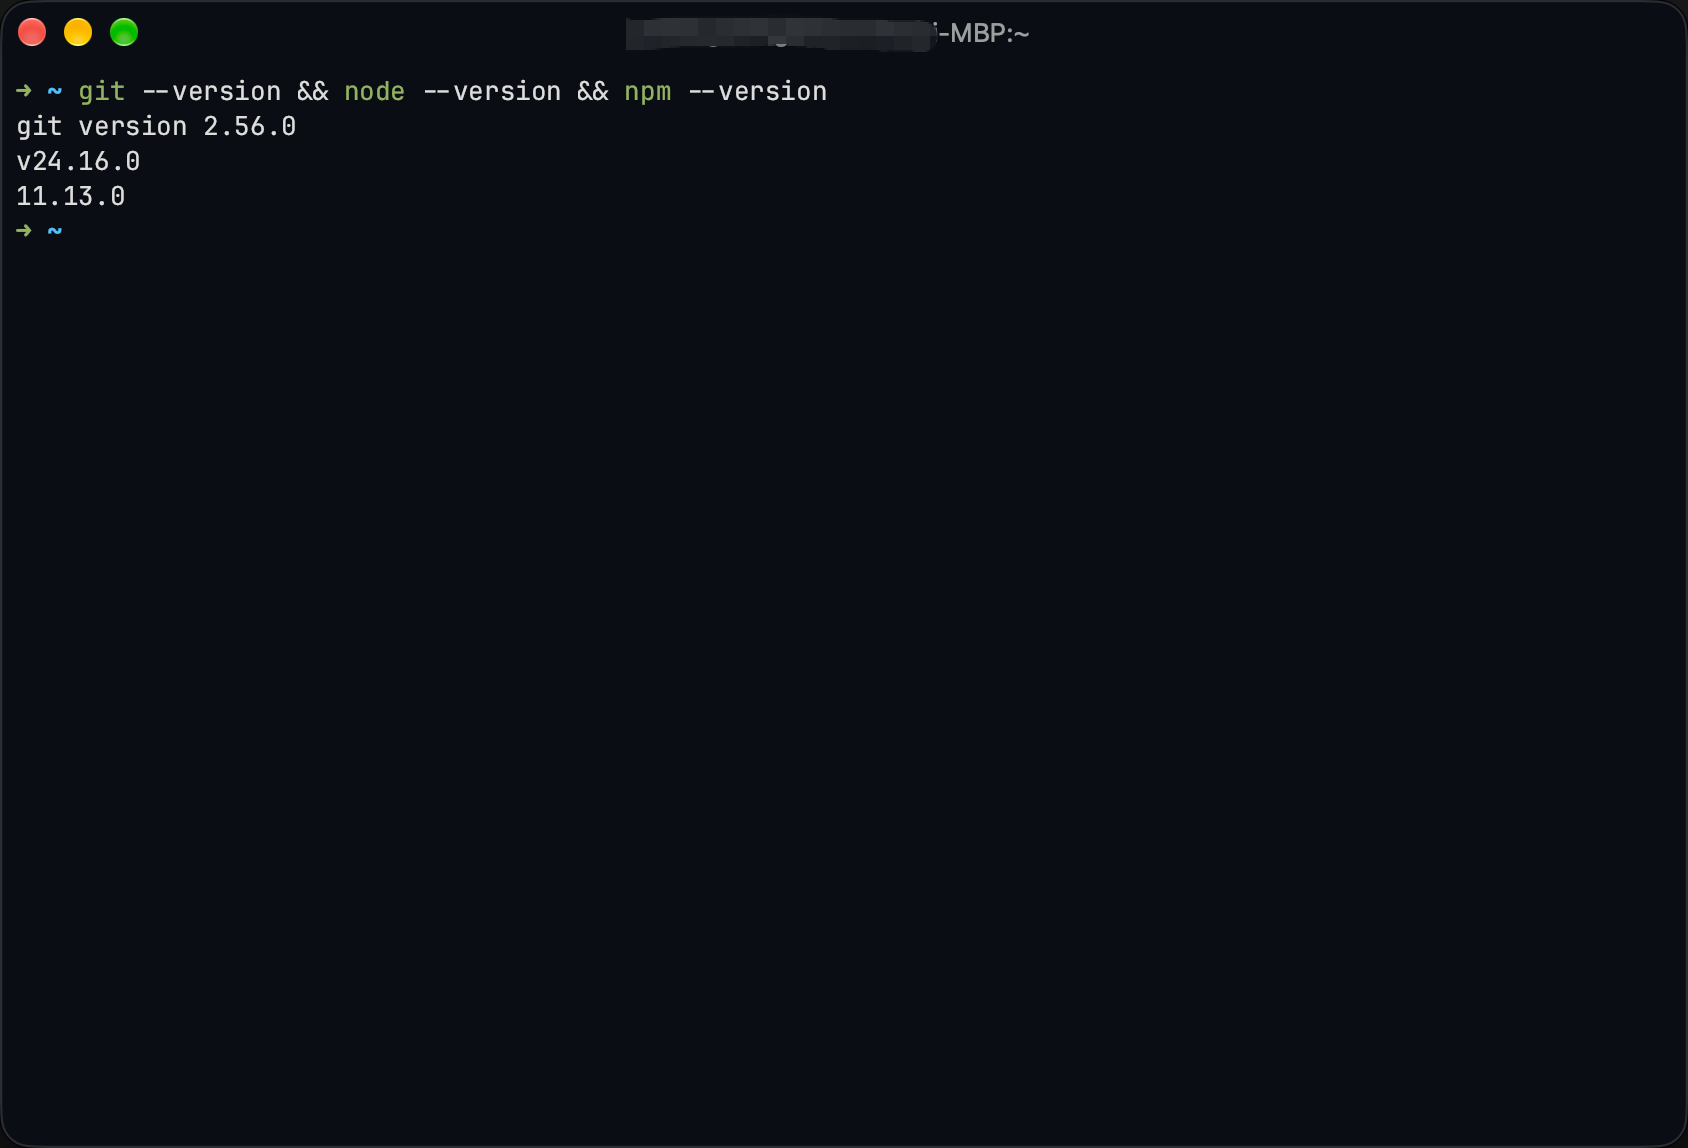 -MBP:~
➜ ~ git --version && node --version && npm --version
git version 2.56.0
v24.16.0
11.13.0
➜ ~